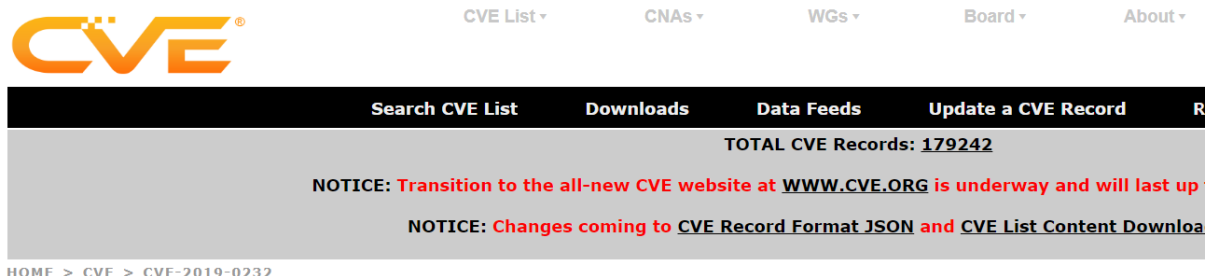 CVE®
CVE List CNAs WGs Board About
Search CVE List Downloads Data Feeds Update a CVE Record
TOTAL CVE Records: 179242
NOTICE: Transition to the all-new CVE website at WWW.CVE.ORG is underway and will last up
NOTICE: Changes coming to CVE Record Format JSON and CVE List Content
HOME > CVE > CVE-2019-0232